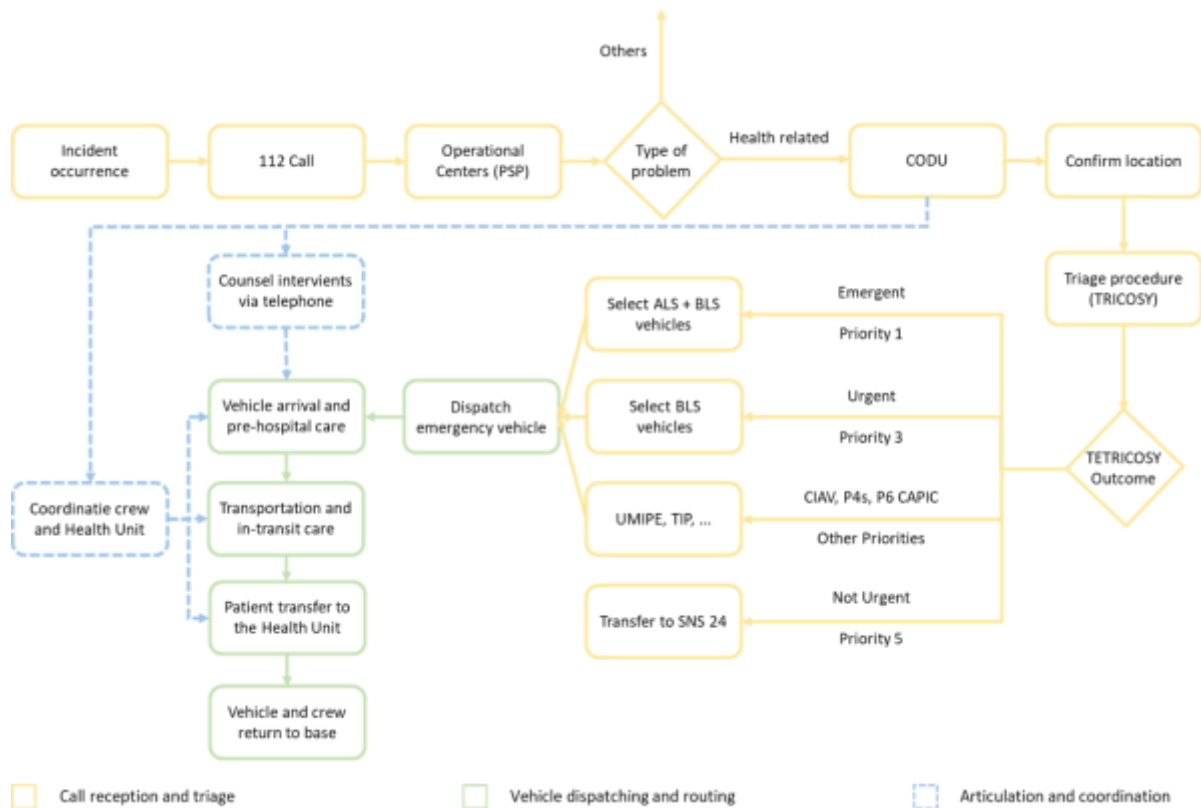 Others
Incident
occurrence
112 Call
Operational
Centers (PSP)
Type of
problem
Health related
CODU
Confirm location
Counsel intervients
via telephone
Select ALS + BLS
vehicles
Emergent
Priority 1
Triage procedure
(TRICOSY)
Vehicle arrival and
pre-hospital care
Dispatch
emergency vehicle
Select BLS
vehicles
Urgent
Priority 3
TETRICOSY
Outcome
Coordinatie crew
and Health Unit
Transportation and
in-transit care
UMIPE, TIP, ...
CIAV, P4s, P6 CAPIC
Other Priorities
Patient transfer to
the Health Unit
Transfer to SNS 24
Not Urgent
Priority 5
Vehicle and crew
return to base
Call reception and triage
Vehicle dispatching and routing
Articulation and coordination